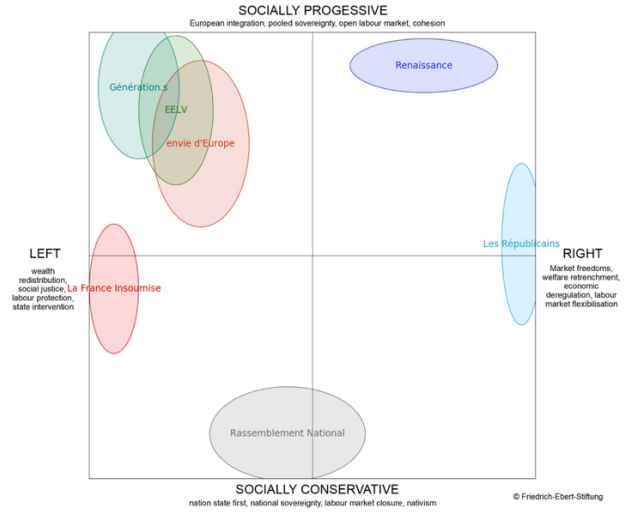 SOCIALLY PROGESSIVE
European integration, pooled sovereignty, open labour market, cohesion
Renaissance
Génération.s
EELV
envie d'Europe
Les Républicains
LEFT
wealth
redistribution,
social justice,
labour protection,
state intervention
La France Insoumise
RIGHT
Market freedoms,
welfare retrenchment,
economic
deregulation, labour
market flexibilisation
Rassemblement National
SOCIALLY CONSERVATIVE
nation state first, national sovereignty, labour market closure, nativism
© Friedrich-Ebert-Stiftung